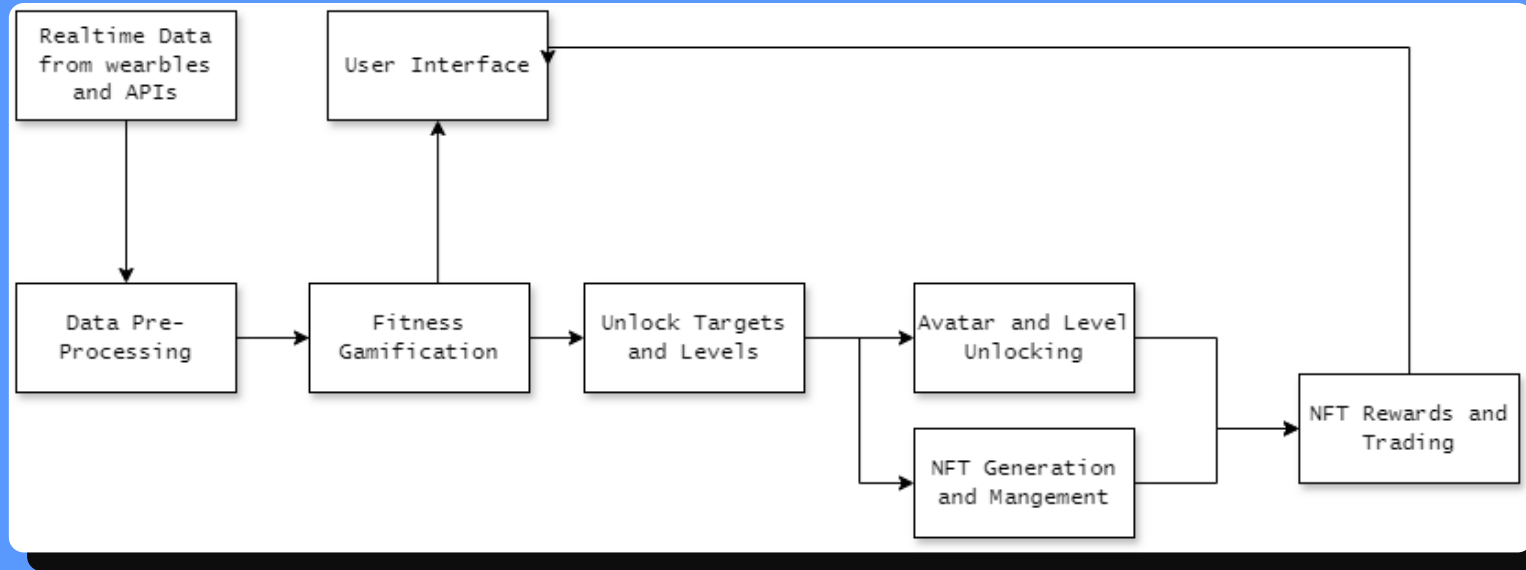 Realtime Data
from wearbles
and APIs
User Interface
Data Pre-
Processing
Fitness
Gamification
Unlock Targets
and Levels
Avatar and Level
Unlocking
NFT Generation
and Mangement
NFT Rewards and
Trading